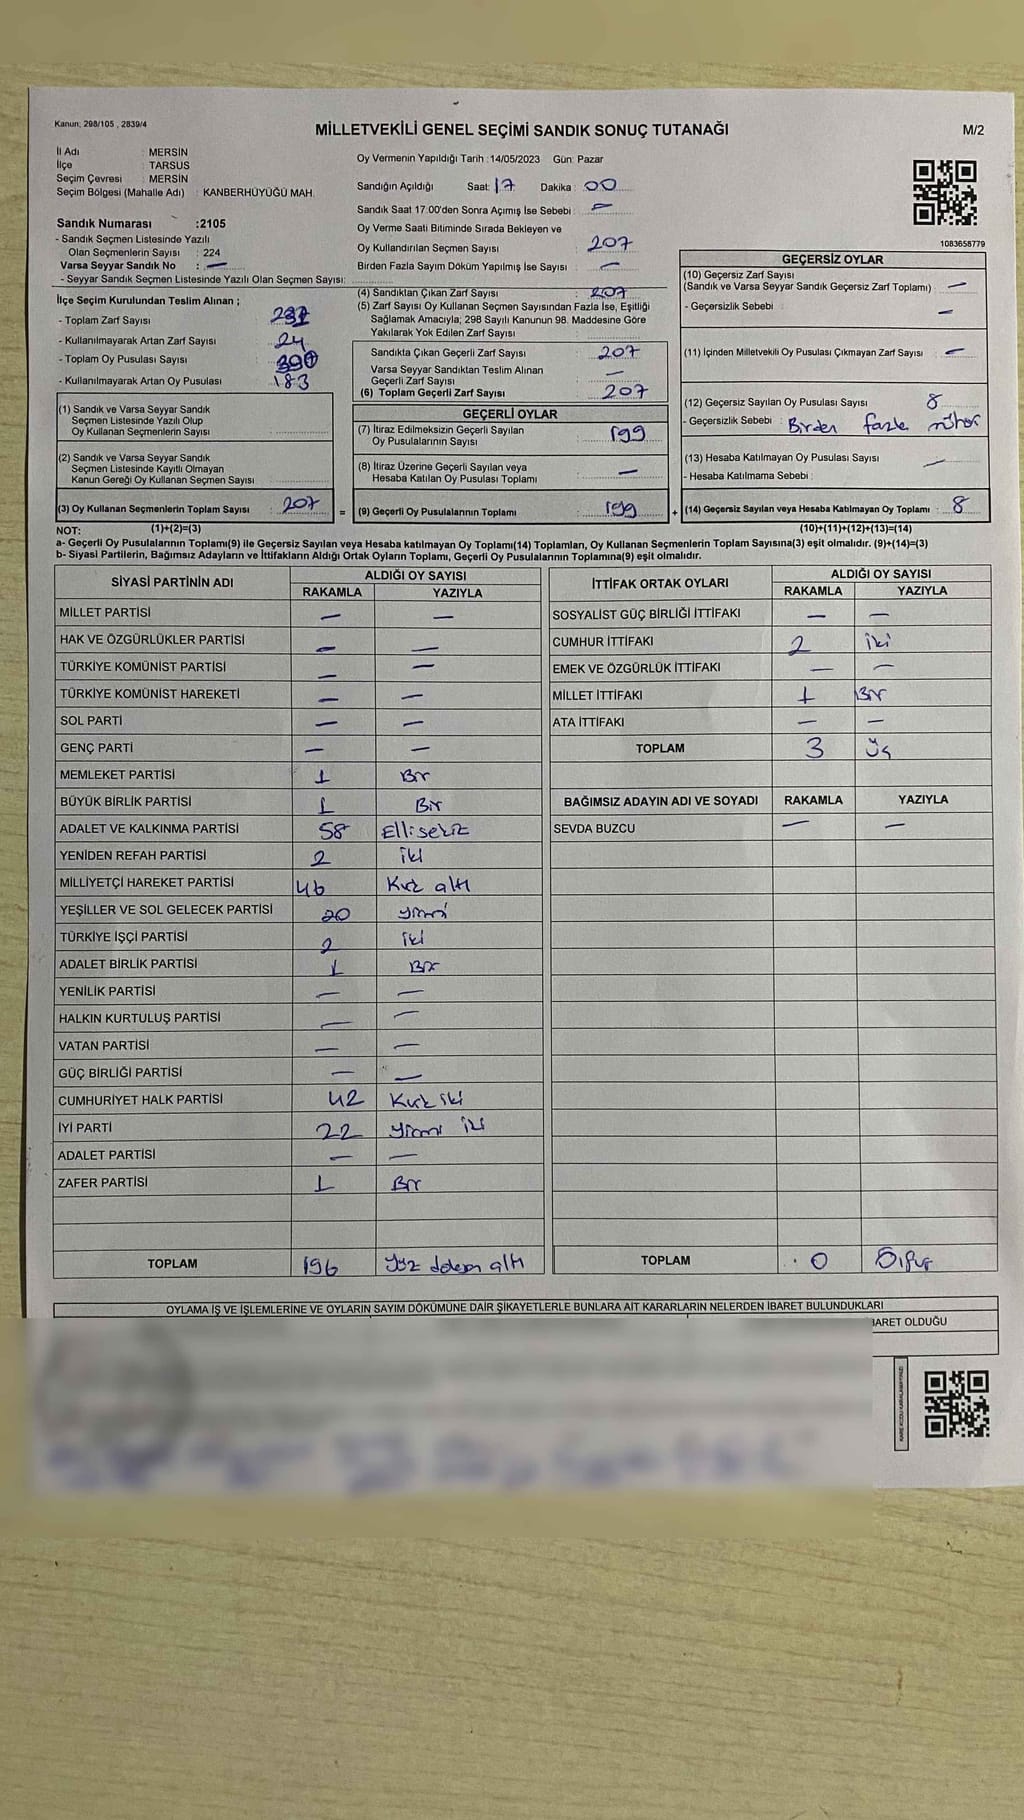 Kanun: 298/105 , 2839/4
MİLLETVEKİLİ GENEL SEÇİMİ SANDIK SONUÇ TUTANAĞI
M/2
İl Adı : MERSİN
İlçe : TARSUS
Seçim Çevresi : MERSİN
Seçim Bölgesi (Mahalle Adı) : KANBERHÜYÜĞÜ MAH.
Sandık Numarası :2105
- Sandık Seçmen Listesinde Yazılı
Olan Seçmenlerin Sayısı : 224
Varsa Seyyar Sandık No : —
- Seyyar Sandık Seçmen Listesinde Yazılı Olan Seçmen Sayısı:
Oy Vermenin Yapıldığı Tarih :14/05/2023 Gün: Pazar
Sandığın Açıldığı Saat: 17 Dakika : 00
Sandık Saat 17:00'den Sonra Açımış İse Sebebi : —
Oy Verme Saati Bitiminde Sırada Bekleyen ve
Oy Kullandırılan Seçmen Sayısı : 207
Birden Fazla Sayım Döküm Yapılmış İse Sayısı : —
1083658779
İlçe Seçim Kurulundan Teslim Alınan ;
- Toplam Zarf Sayısı :
- Kullanılmayarak Artan Zarf Sayısı : 24
- Toplam Oy Pusulası Sayısı :
- Kullanılmayarak Artan Oy Pusulası : 183
(1) Sandık ve Varsa Seyyar Sandık
Seçmen Listesinde Yazılı Olup
Oy Kullanan Seçmenlerin Sayısı :
(2) Sandık ve Varsa Seyyar Sandık
Seçmen Listesinde Kayıtlı Olmayan
Kanun Gereği Oy Kullanan Seçmen Sayısı :
(3) Oy Kullanan Seçmenlerin Toplam Sayısı : 207
(1)+(2)=(3)
(4) Sandıktan Çıkan Zarf Sayısı : 207
(5) Zarf Sayısı Oy Kullanan Seçmen Sayısından Fazla İse, Eşitliği
Sağlamak Amacıyla; 298 Sayılı Kanunun 98. Maddesine Göre
Yakılarak Yok Edilen Zarf Sayısı :
Sandıkta Çıkan Geçerli Zarf Sayısı : 207
Varsa Seyyar Sandıktan Teslim Alınan
Geçerli Zarf Sayısı : —
(6) Toplam Geçerli Zarf Sayısı : 207
GEÇERLİ OYLAR
(7) İtiraz Edilmeksizin Geçerli Sayılan
Oy Pusulalarının Sayısı : 199
(8) İtiraz Üzerine Geçerli Sayılan veya
Hesaba Katılan Oy Pusulası Toplamı : —
= (9) Geçerli Oy Pusulalarının Toplamı : 199
GEÇERSİZ OYLAR
(10) Geçersiz Zarf Sayısı
(Sandık ve Varsa Seyyar Sandık Geçersiz Zarf Toplamı) : —
- Geçersizlik Sebebi : —
(11) İçinden Milletvekili Oy Pusulası Çıkmayan Zarf Sayısı : —
(12) Geçersiz Sayılan Oy Pusulası Sayısı : 8
- Geçersizlik Sebebi : Birden fazla mühür
(13) Hesaba Katılmayan Oy Pusulası Sayısı : —
- Hesaba Katılmama Sebebi :
+ (14) Geçersiz Sayılan veya Hesaba Katılmayan Oy Toplamı : 8
(10)+(11)+(12)+(13)=(14)
NOT:
a- Geçerli Oy Pusulalarının Toplamı(9) ile Geçersiz Sayılan veya Hesaba katılmayan Oy Toplamı(14) Toplamları, Oy Kullanan Seçmenlerin Toplam Sayısına(3) eşit olmalıdır. (9)+(14)=(3)
b- Siyasi Partilerin, Bağımsız Adayların ve İttifakların Aldığı Ortak Oyların Toplamı, Geçerli Oy Pusulalarının Toplamına(9) eşit olmalıdır.
SİYASİ PARTİNİN ADI ALDIĞI OY SAYISI
RAKAMLA YAZIYLA
MİLLET PARTİSİ — —
HAK VE ÖZGÜRLÜKLER PARTİSİ — —
TÜRKİYE KOMÜNİST PARTİSİ — —
TÜRKİYE KOMÜNİST HAREKETİ — —
SOL PARTİ — —
GENÇ PARTİ — —
MEMLEKET PARTİSİ 1 Bir
BÜYÜK BİRLİK PARTİSİ 1 Bir
ADALET VE KALKINMA PARTİSİ 58 Elli sekiz
YENİDEN REFAH PARTİSİ 2 iki
MİLLİYETÇİ HAREKET PARTİSİ 46 Kırk altı
YEŞİLLER VE SOL GELECEK PARTİSİ 20 yirmi
TÜRKİYE İŞÇİ PARTİSİ 2 iki
ADALET BİRLİK PARTİSİ 1 Bir
YENİLİK PARTİSİ — —
HALKIN KURTULUŞ PARTİSİ — —
VATAN PARTİSİ — —
GÜÇ BİRLİĞİ PARTİSİ — —
CUMHURİYET HALK PARTİSİ 42 Kırk iki
İYİ PARTİ 22 yirmi iki
ADALET PARTİSİ — —
ZAFER PARTİSİ 1 Bir
TOPLAM 196 Yüz doksan altı
İTTİFAK ORTAK OYLARI ALDIĞI OY SAYISI
RAKAMLA YAZIYLA
SOSYALİST GÜÇ BİRLİĞİ İTTİFAKI — —
CUMHUR İTTİFAKI 2 iki
EMEK VE ÖZGÜRLÜK İTTİFAKI — —
MİLLET İTTİFAKI 1 Bir
ATA İTTİFAKI — —
TOPLAM 3 Üç
BAĞIMSIZ ADAYIN ADI VE SOYADI RAKAMLA YAZIYLA
SEVDA BUZCU — —
TOPLAM 0 Sıfır
OYLAMA İŞ VE İŞLEMLERİNE VE OYLARIN SAYIM DÖKÜMÜNE DAİR ŞİKAYETLERLE BUNLARA AİT KARARLARIN NELERDEN İBARET BULUNDUKLARI
BARET OLDUĞU